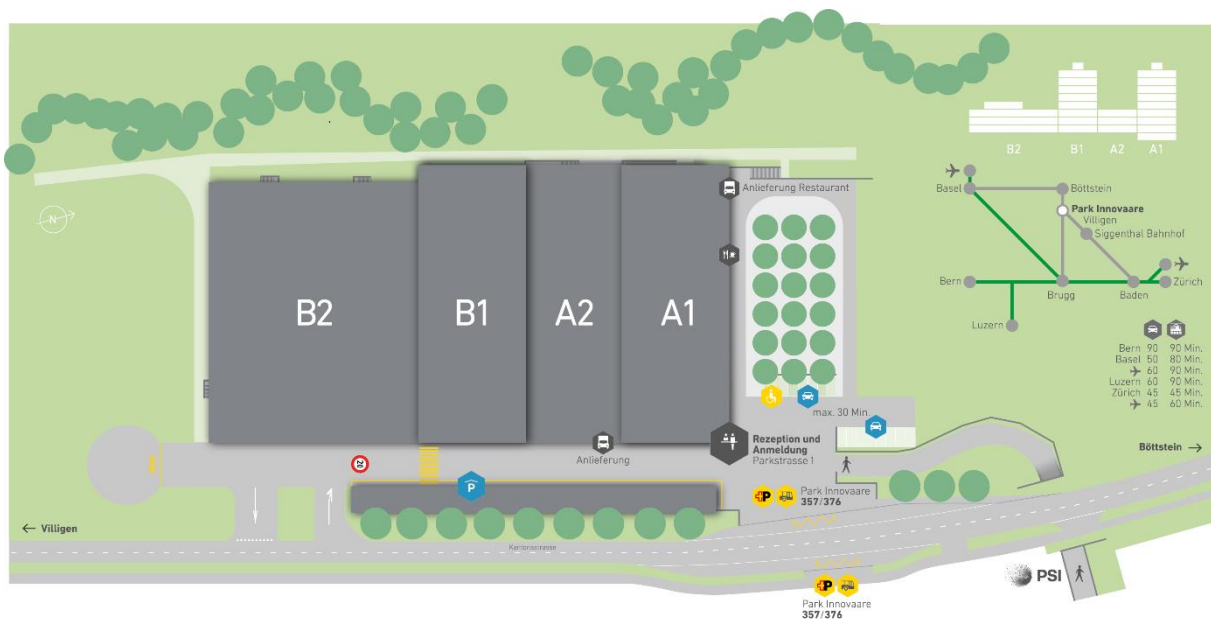 B2
B1
A2
A1
Basel
Böttstein
Park Innovaare
Villigen
Siggenthal Bahnhof
Bern
Brugg
Baden
Zürich
Luzern
Bern 90 90 Min.
Basel 50 80 Min.
60 90 Min.
Luzern 60 90 Min.
Zürich 45 45 Min.
45 60 Min.
N
Anlieferung Restaurant
B2
B1
A2
A1
max. 30 Min.
Rezeption und
Anmeldung
Parkstrasse 1
Anlieferung
Böttstein →
20
P
P
Park Innovaare
357/376
← Villigen
Kantonsstrasse
PSI
P
Park Innovaare
357/376